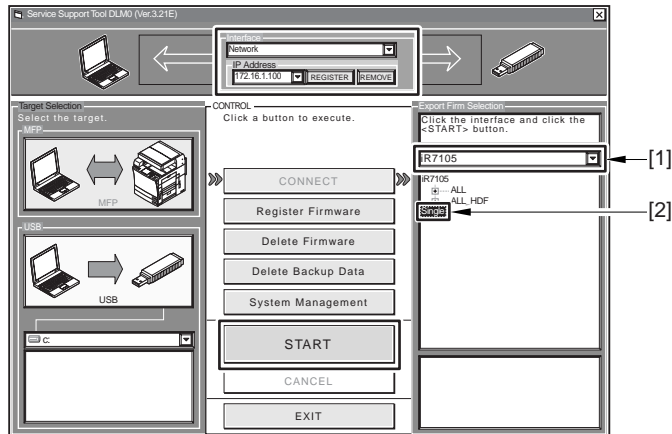 Service Support Tool DLM0 (Ver.3.21E)
Interface
Network
IP Address
172.16.1.100
REGISTER
REMOVE
Target Selection
Select the target.
MFP
MFP
USB
USB
C:
CONTROL
Click a button to execute.
CONNECT
Register Firmware
Delete Firmware
Delete Backup Data
System Management
START
CANCEL
EXIT
Export Firm Selection
Click the interface and click the
<START> button.
iR7105
[1]
iR7105
ALL
ALL_HDF
Single
[2]